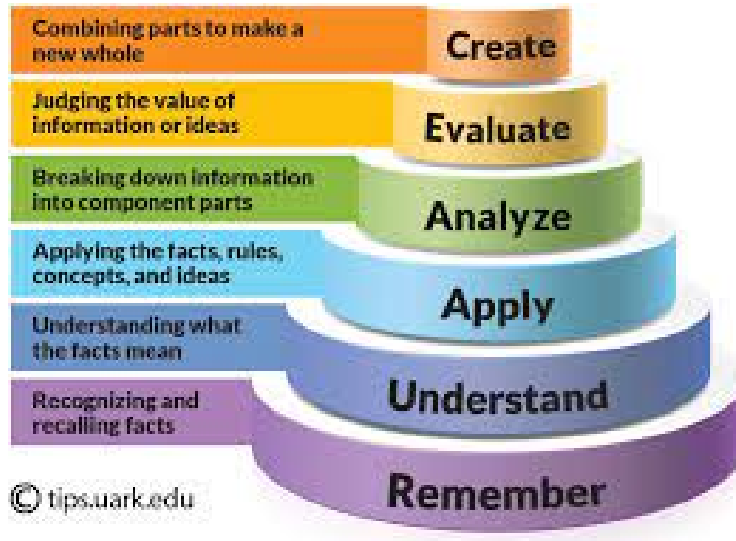 Combining parts to make a
new whole
Create
Judging the value of
information or ideas
Evaluate
Breaking down information
into component parts
Analyze
Applying the facts, rules,
concepts, and ideas
Apply
Understanding what
the facts mean
Understand
Recognizing and
recalling facts
Remember
© tips.uark.edu